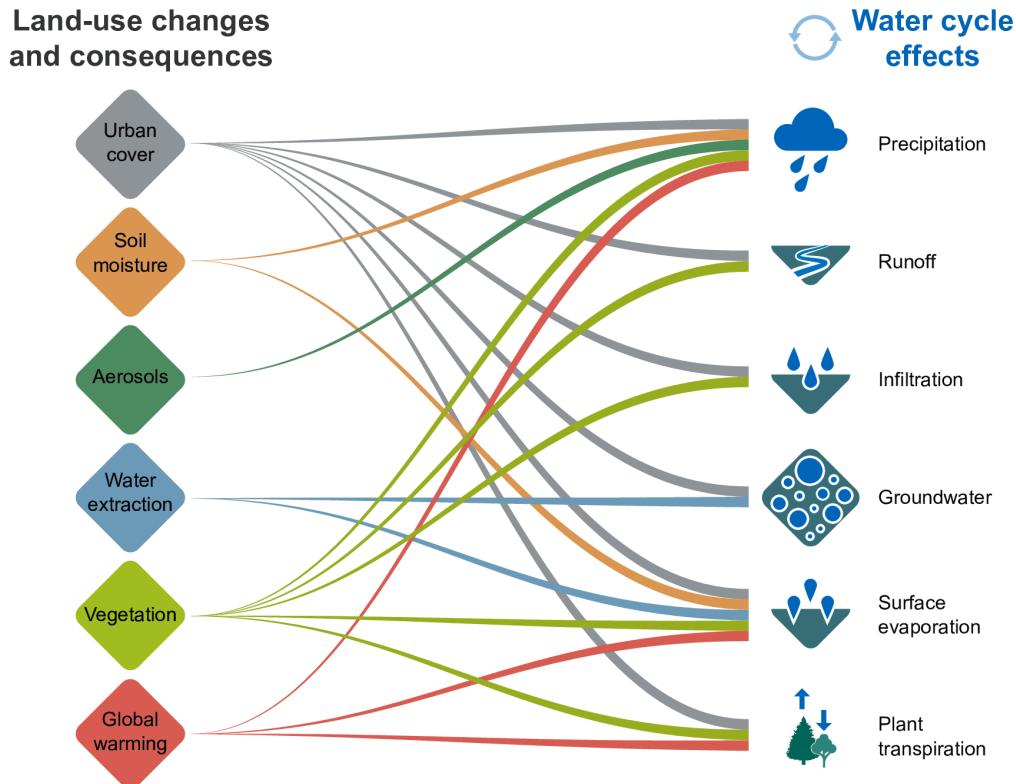 Land-use changes
and consequences
Water cycle
effects
Urban
cover
Soil
moisture
Aerosols
Water
extraction
Vegetation
Global
warming
Precipitation
Runoff
Infiltration
Groundwater
Surface
evaporation
Plant
transpiration